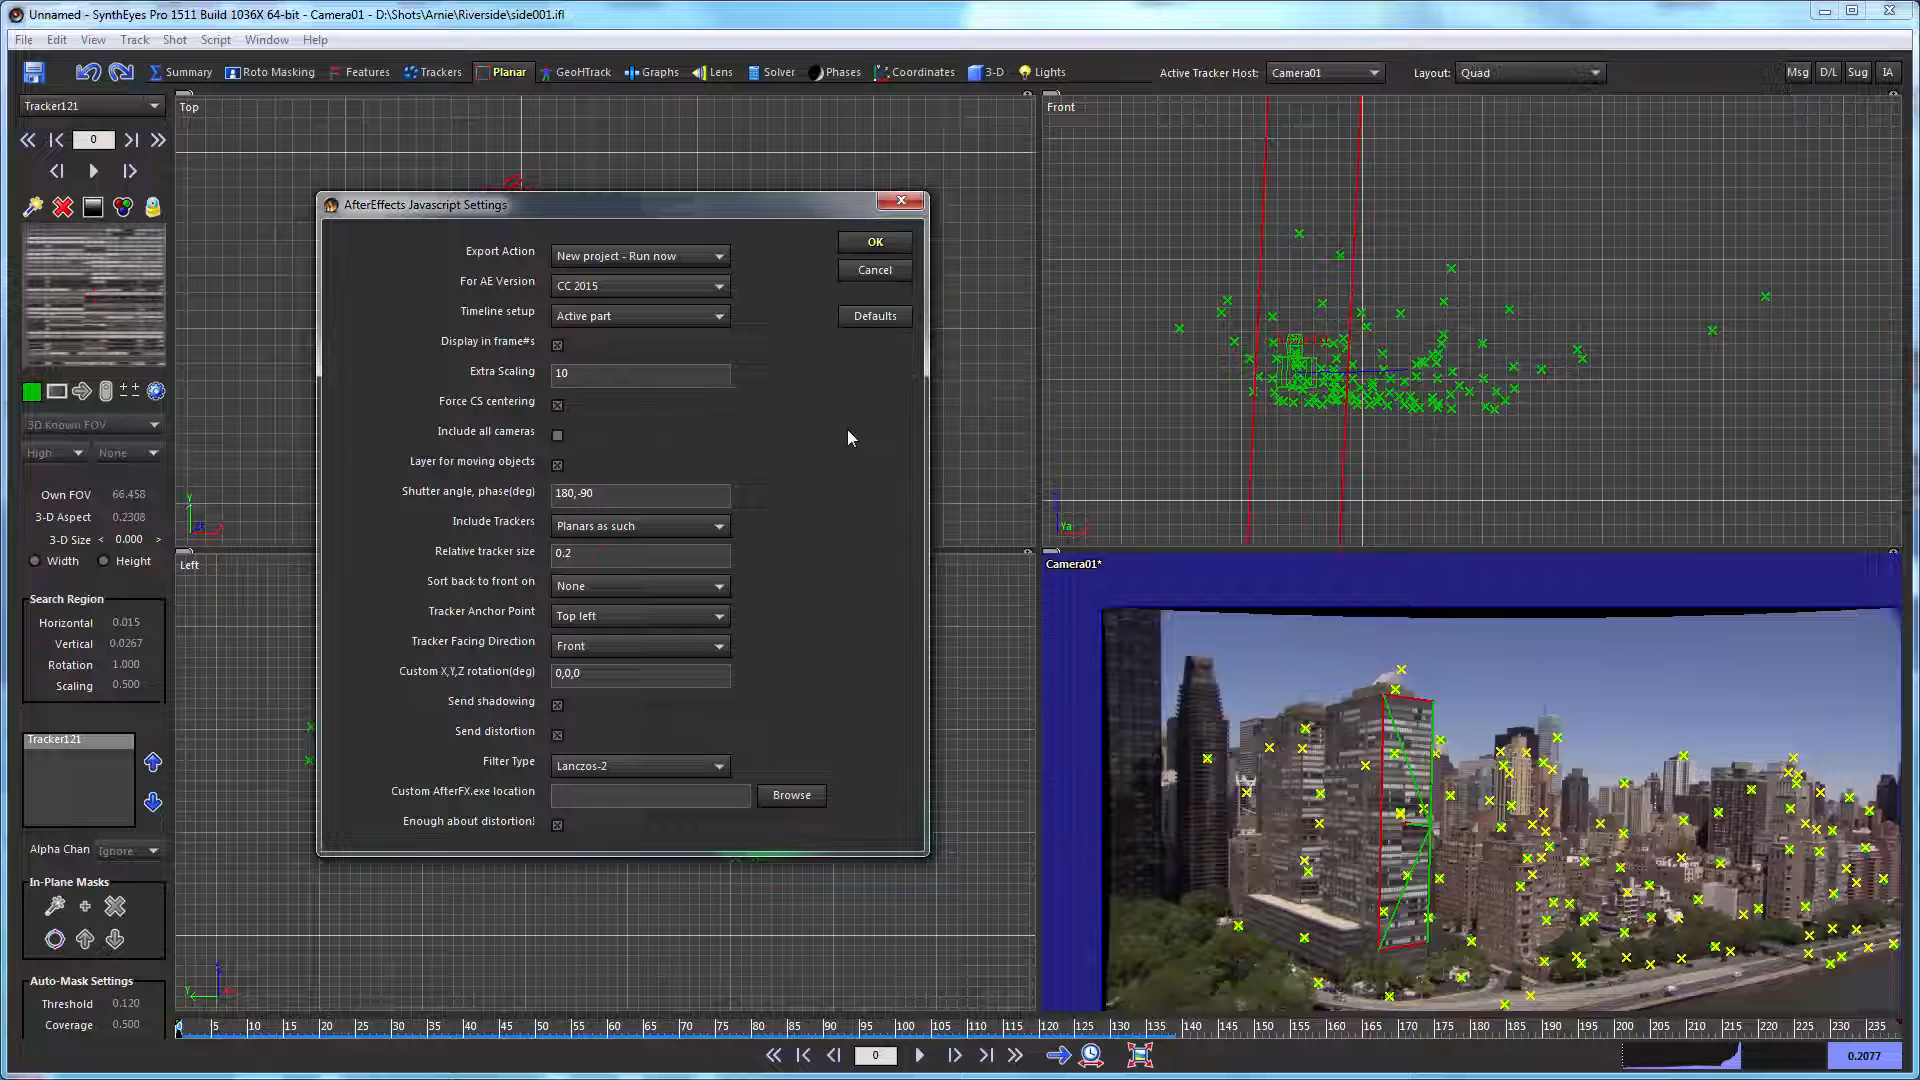 Unnamed - SynthEyes Pro 1511 Build 1036X 64-bit - Camera01 - D:\Shots\Arnie\Riverside\side001.ifl
File Edit View Track Shot Script Window Help
Summary Roto Masking Features Trackers Planar GeoHTrack Graphs Lens Solver Phases Coordinates 3-D Lights Active Tracker Host: Camera01 Layout: Quad Msg D/L Sug IA
Tracker121
Top
Front
0
AfterEffects Javascript Settings
Export Action New project - Run now OK
For AE Version CC 2015 Cancel
Timeline setup Active part Defaults
Display in frame#s
Extra Scaling 10
Force CS centering
Include all cameras
Layer for moving objects
Shutter angle, phase(deg) 180,-90
Include Trackers Planars as such
Relative tracker size 0.2
Sort back to front on None
Tracker Anchor Point Top left
Tracker Facing Direction Front
Custom X,Y,Z rotation(deg) 0,0,0
Send shadowing
Send distortion
Filter Type Lanczos-2
Custom AfterFX.exe location Browse
Enough about distortion!
3D Known FOV
High None
Own FOV 66.458
3-D Aspect 0.2308
3-D Size < 0.000 >
Width Height
Search Region
Horizontal 0.015
Vertical 0.0267
Rotation 1.000
Scaling 0.500
Tracker121
Alpha Chan Ignore
In-Plane Masks
Auto-Mask Settings
Threshold 0.120
Coverage 0.500
Left
Camera01*
Ya
0 5 10 15 20 25 30 35 40 45 50 55 60 65 70 75 80 85 90 95 100 105 110 115 120 125 130 135 140 145 150 155 160 165 170 175 180 185 190 195 200 205 210 215 220 225 230 235
0
0.2077